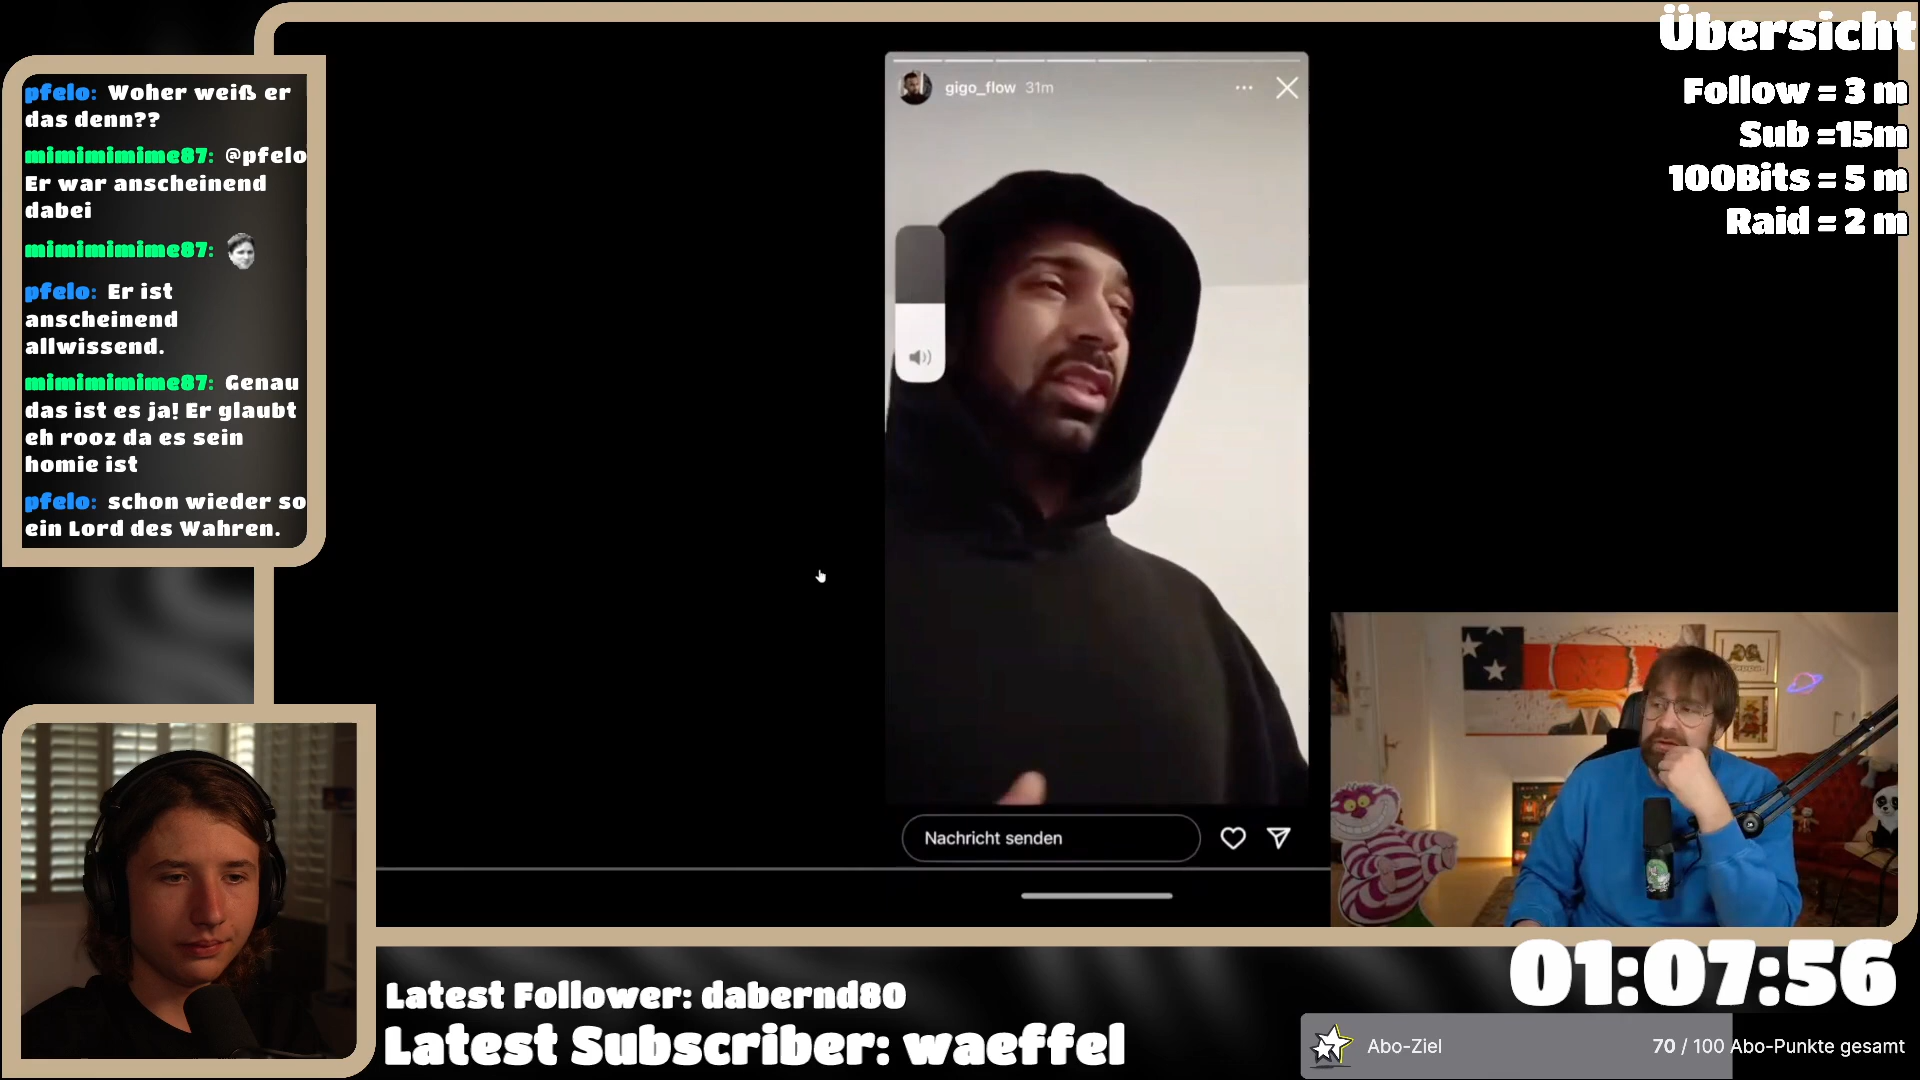 pfelo: Woher weiß er
das denn??
mimimimime87: @pfelo
Er war anscheinend
dabei
mimimimime87:
pfelo: Er ist
anscheinend
allwissend.
mimimimime87: Genau
das ist es ja! Er glaubt
eh rooz da es sein
homie ist
pfelo: schon wieder so
ein Lord des Wahren.
gigo_flow 31m
Nachricht senden
Übersicht
Follow = 3 m
Sub =15m
100Bits = 5 m
Raid = 2 m
01:07:56
Latest Follower: dabernd80
Latest Subscriber: waeffel
Abo-Ziel 70 / 100 Abo-Punkte gesamt